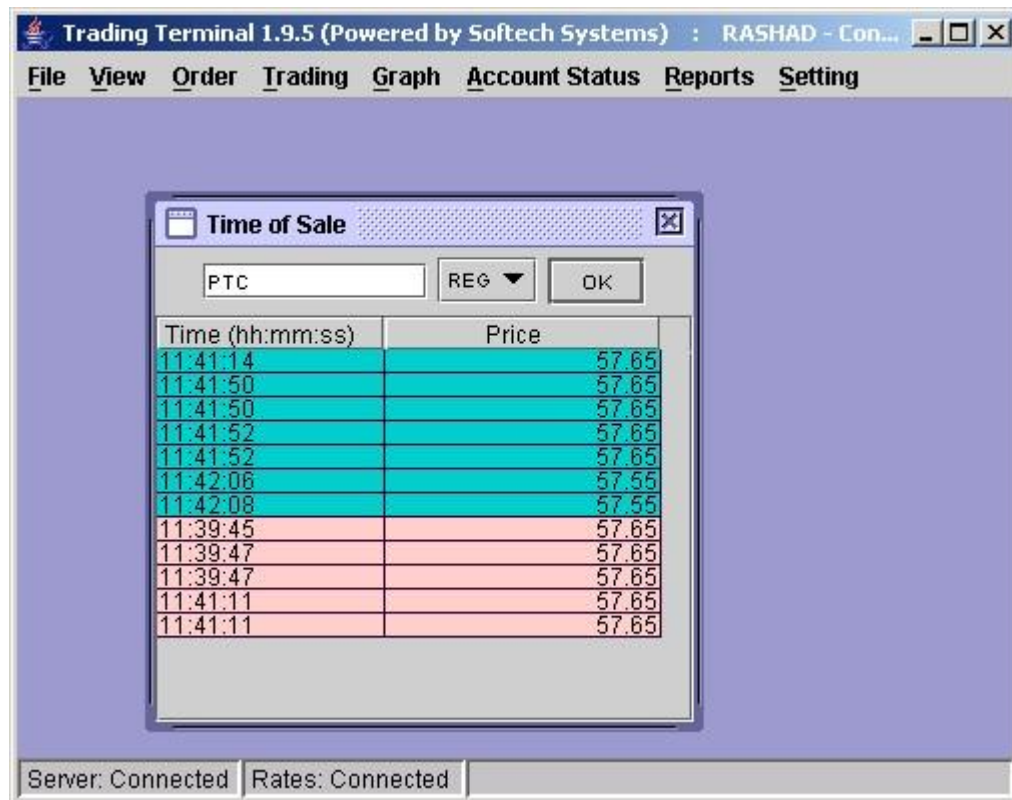 Trading Terminal 1.9.5 (Powered by Softech Systems) : RASHAD - Con...
File View Order Trading Graph Account Status Reports Setting
Time of Sale
PTC REG OK
Time (hh:mm:ss) Price
11:41:14 57.65
11:41:50 57.65
11:41:50 57.65
11:41:52 57.65
11:41:52 57.65
11:42:06 57.55
11:42:08 57.55
11:39:45 57.65
11:39:47 57.65
11:39:47 57.65
11:41:11 57.65
11:41:11 57.65
Server: Connected Rates: Connected